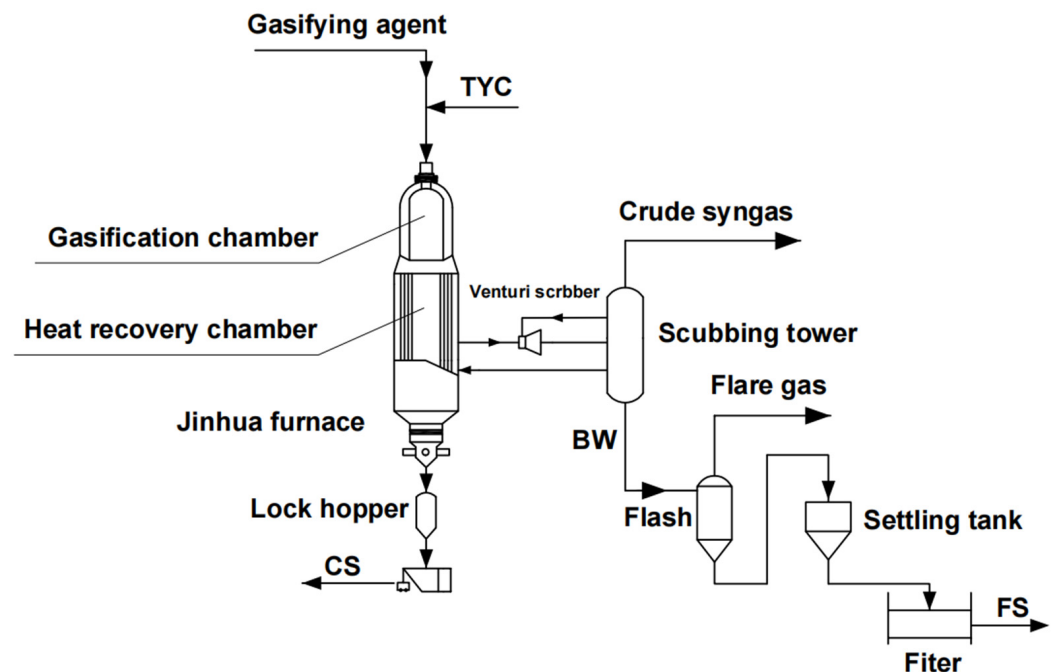 Gasifying agent
TYC
Crude syngas
Gasification chamber
Venturi scrbber
Heat recovery chamber
Scubbing tower
Flare gas
Jinhua furnace
BW
Lock hopper
Flash
Settling tank
CS
FS
Fiter